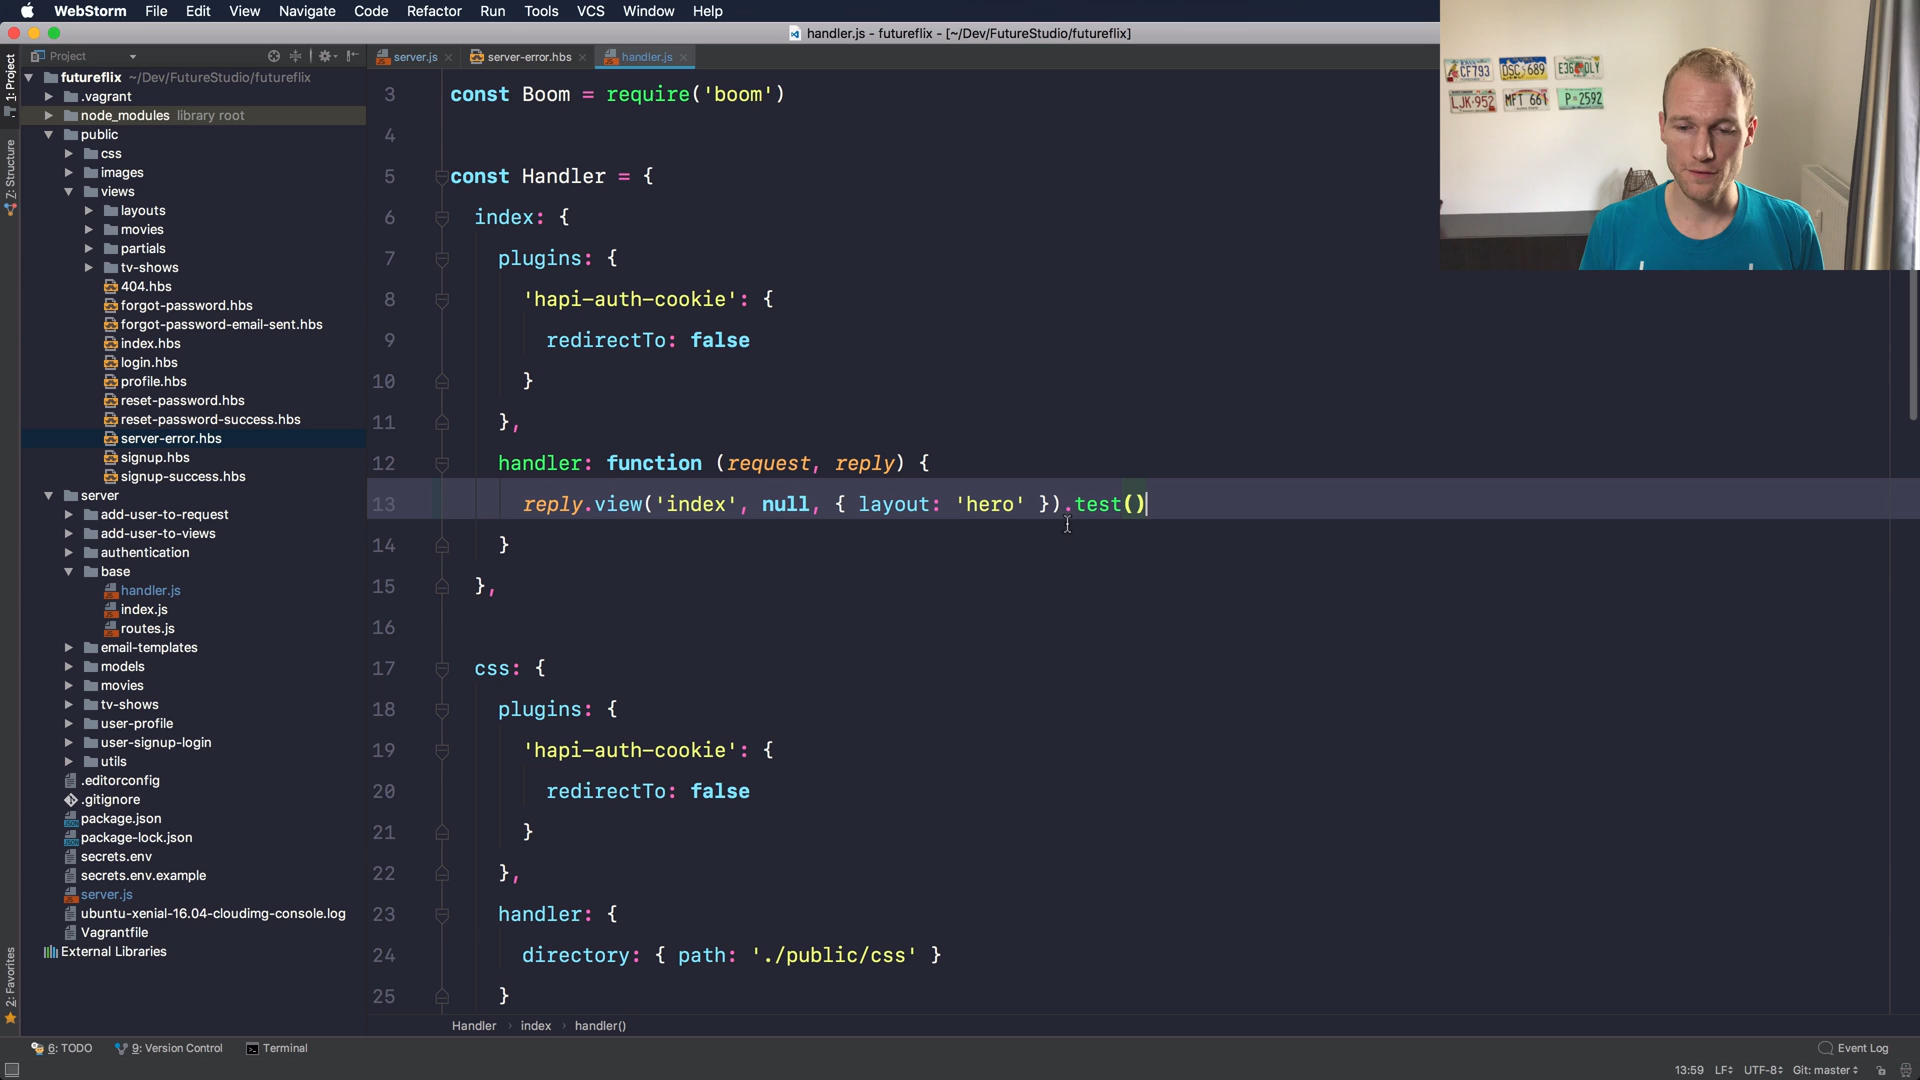 WebStorm File Edit View Navigate Code Refactor Run Tools VCS Window Help
handler.js - futureflix - [~/Dev/FutureStudio/futureflix]
Project
server.js
server-error.hbs
handler.js
1: Project
7: Structure
2: Favorites
futureflix ~/Dev/FutureStudio/futureflix
.vagrant
node_modules library root
public
css
images
views
layouts
movies
partials
tv-shows
404.hbs
forgot-password.hbs
forgot-password-email-sent.hbs
index.hbs
login.hbs
profile.hbs
reset-password.hbs
reset-password-success.hbs
server-error.hbs
signup.hbs
signup-success.hbs
server
add-user-to-request
add-user-to-views
authentication
base
handler.js
index.js
routes.js
email-templates
models
movies
tv-shows
user-profile
user-signup-login
utils
.editorconfig
.gitignore
package.json
package-lock.json
secrets.env
secrets.env.example
server.js
ubuntu-xenial-16.04-cloudimg-console.log
Vagrantfile
External Libraries
3 const Boom = require('boom')
4
5 const Handler = {
6 index: {
7 plugins: {
8 'hapi-auth-cookie': {
9 redirectTo: false
10 }
11 },
12 handler: function (request, reply) {
13 reply.view('index', null, { layout: 'hero' }).test()
14 }
15 },
16
17 css: {
18 plugins: {
19 'hapi-auth-cookie': {
20 redirectTo: false
21 }
22 },
23 handler: {
24 directory: { path: './public/css' }
25 }
Handler › index › handler()
6: TODO 9: Version Control Terminal
Event Log
13:59 LF UTF-8 Git: master
CF793
DSC 689
LJK 952
MFT 661
P 2592